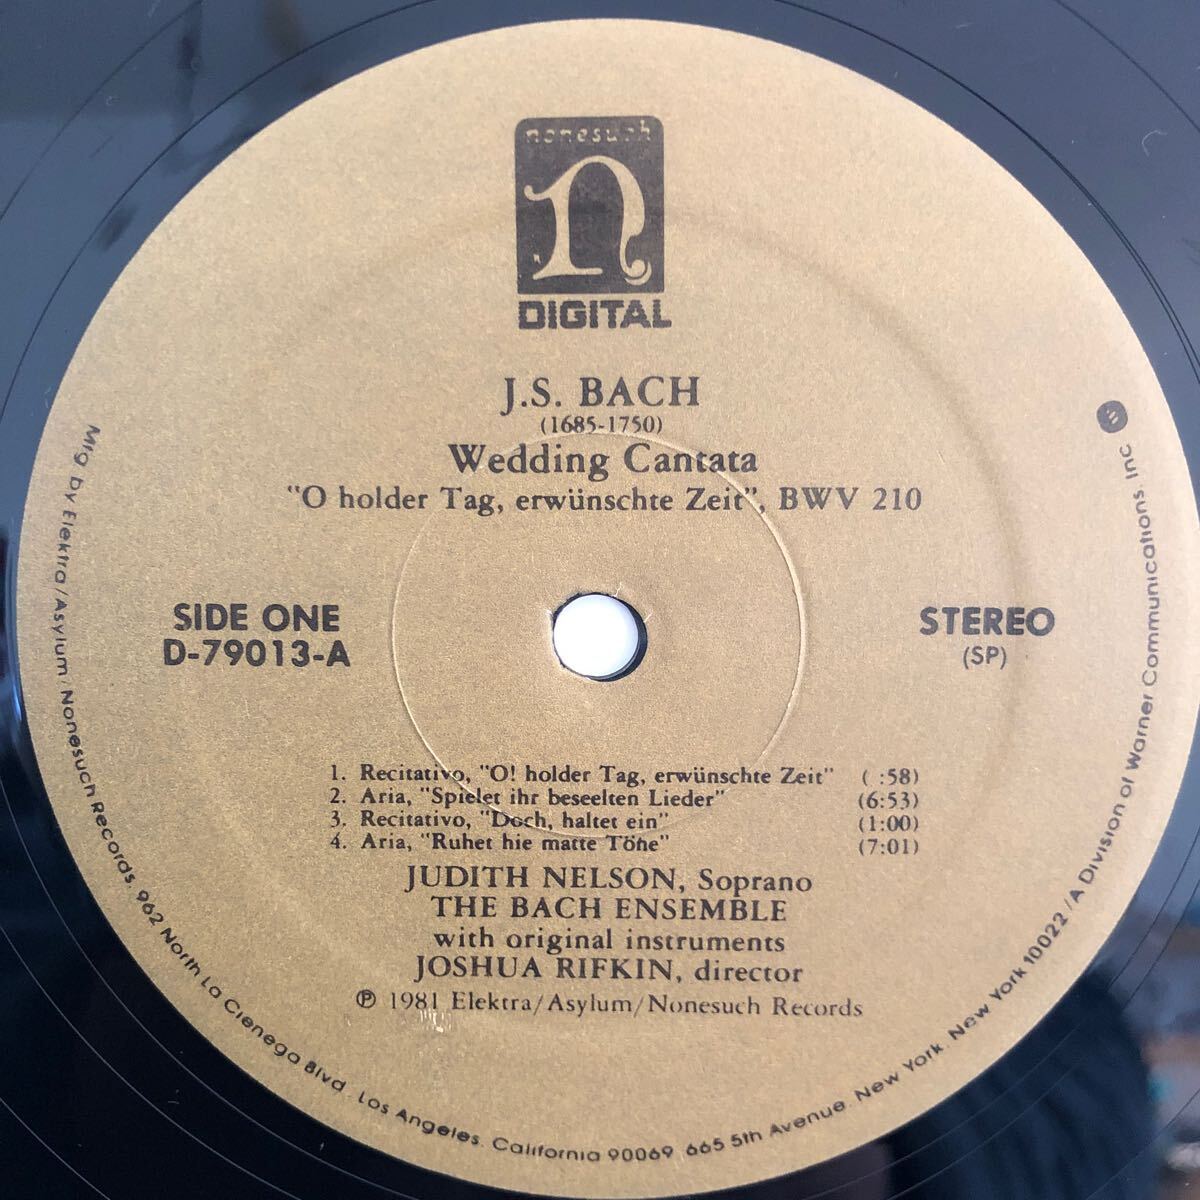 nonesuch
n
DIGITAL
J.S. BACH
(1685-1750)
Wedding Cantata
"O holder Tag, erwünschte Zeit", BWV 210
SIDE ONE
D-79013-A
STEREO
(SP)
1. Recitativo, "O! holder Tag, erwünschte Zeit" ( :58)
2. Aria, "Spielet ihr beseelten Lieder" (6:53)
3. Recitativo, "Doch, haltet ein" (1:00)
4. Aria, "Ruhet hie matte Töne" (7:01)
JUDITH NELSON, Soprano
THE BACH ENSEMBLE
with original instruments
JOSHUA RIFKIN, director
℗ 1981 Elektra/Asylum/Nonesuch Records
Mfg. by Elektra/Asylum/Nonesuch Records. 962 North La Cienega Blvd. Los Angeles. California 90069 665 5th Avenue. New York. New York 10022/A Division of Warner Communications. Inc